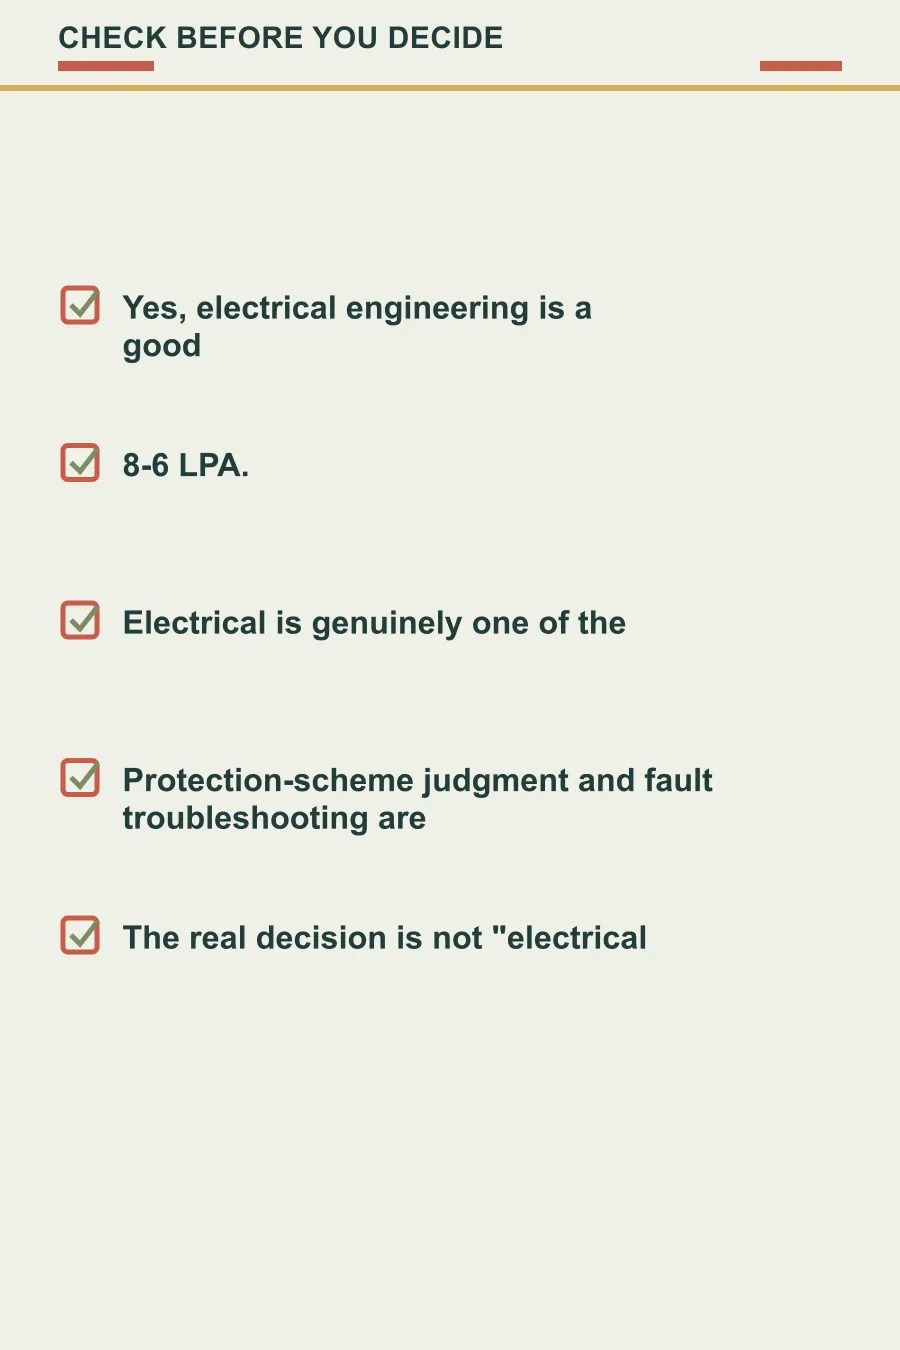 CHECK BEFORE YOU DECIDE
Yes, electrical engineering is a
good
8-6 LPA.
Electrical is genuinely one of the
Protection-scheme judgment and fault
troubleshooting are
The real decision is not "electrical